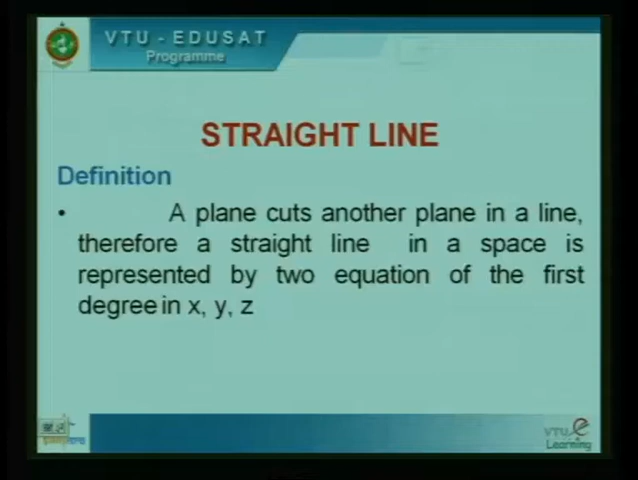 VTU - EDUSAT
Programme
STRAIGHT LINE
Definition
• A plane cuts another plane in a line,
therefore a straight line in a space is
represented by two equation of the first
degree in x, y, z
VTU e
Learning